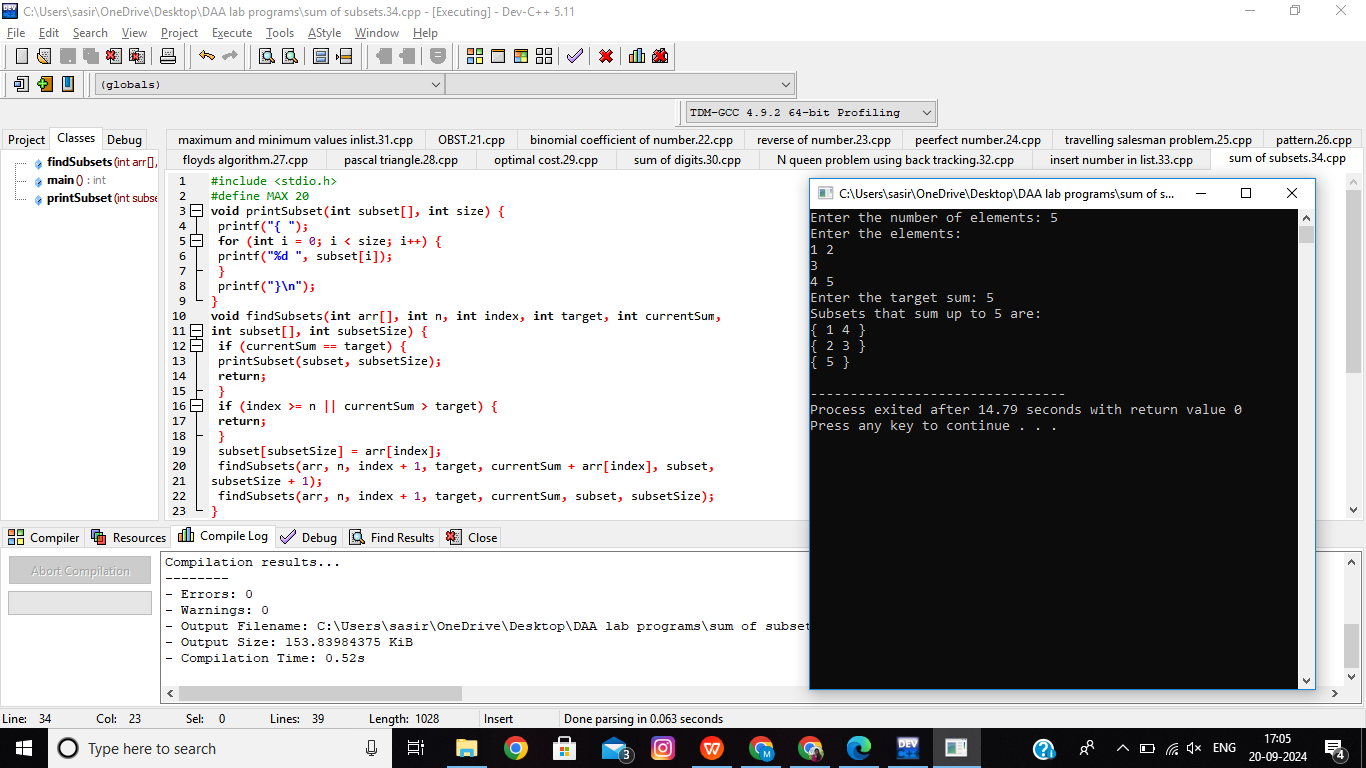 C:\Users\sasir\OneDrive\Desktop\DAA lab programs\sum of subsets.34.cpp - [Executing] - Dev-C++ 5.11
File Edit Search View Project Execute Tools AStyle Window Help
(globals)
TDM-GCC 4.9.2 64-bit Profiling
Project Classes Debug
maximum and minimum values inlist.31.cpp OBST.21.cpp binomial coefficient of number.22.cpp reverse of number.23.cpp peerfect number.24.cpp travelling salesman problem.25.cpp pattern.26.cpp
floyds algorithm.27.cpp pascal triangle.28.cpp optimal cost.29.cpp sum of digits.30.cpp N queen problem using back tracking.32.cpp insert number in list.33.cpp sum of subsets.34.cpp
findSubsets (int arr[],
main () : int
printSubset (int subse
1 #include <stdio.h>
2 #define MAX 20
3 void printSubset(int subset[], int size) {
4 printf("{ ");
5 for (int i = 0; i < size; i++) {
6 printf("%d ", subset[i]);
7 }
8 printf("}\n");
9 }
10 void findSubsets(int arr[], int n, int index, int target, int currentSum,
11 int subset[], int subsetSize) {
12 if (currentSum == target) {
13 printSubset(subset, subsetSize);
14 return;
15 }
16 if (index >= n || currentSum > target) {
17 return;
18 }
19 subset[subsetSize] = arr[index];
20 findSubsets(arr, n, index + 1, target, currentSum + arr[index], subset,
21 subsetSize + 1);
22 findSubsets(arr, n, index + 1, target, currentSum, subset, subsetSize);
23 }
C:\Users\sasir\OneDrive\Desktop\DAA lab programs\sum of s...
Enter the number of elements: 5
Enter the elements:
1 2
3
4 5
Enter the target sum: 5
Subsets that sum up to 5 are:
{ 1 4 }
{ 2 3 }
{ 5 }
--------------------------------
Process exited after 14.79 seconds with return value 0
Press any key to continue . . .
Compiler Resources Compile Log Debug Find Results Close
Abort Compilation
Compilation results...
--------
- Errors: 0
- Warnings: 0
- Output Filename: C:\Users\sasir\OneDrive\Desktop\DAA lab programs\sum of subset
- Output Size: 153.83984375 KiB
- Compilation Time: 0.52s
Line: 34 Col: 23 Sel: 0 Lines: 39 Length: 1028 Insert Done parsing in 0.063 seconds
Type here to search
3
W
M
DEV
ENG
17:05
20-09-2024
4